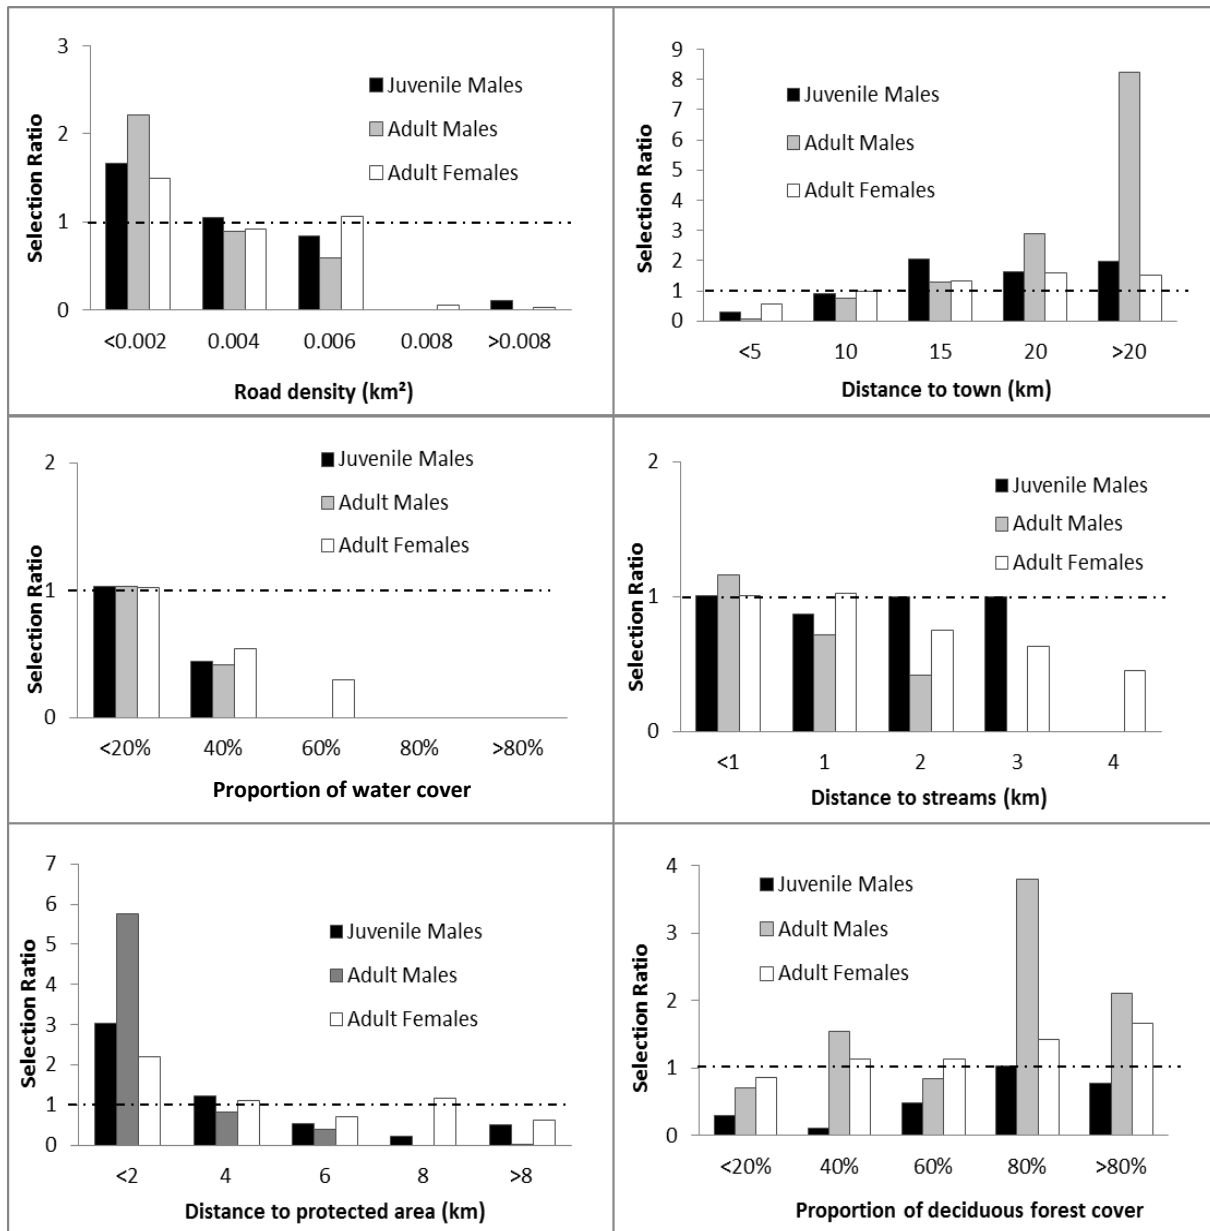 3
2
1
0
Selection Ratio
Juvenile Males
Adult Males
Adult Females
<0.002 0.004 0.006 0.008 >0.008
Road density (km²)
9
8
7
6
5
4
3
2
1
0
Selection Ratio
Juvenile Males
Adult Males
Adult Females
<5 10 15 20 >20
Distance to town (km)
2
1
0
Selection Ratio
Juvenile Males
Adult Males
Adult Females
<20% 40% 60% 80% >80%
Proportion of water cover
2
1
0
Selection Ratio
Juvenile Males
Adult Males
Adult Females
<1 1 2 3 4
Distance to streams (km)
7
6
5
4
3
2
1
0
Selection Ratio
Juvenile Males
Adult Males
Adult Females
<2 4 6 8 >8
Distance to protected area (km)
4
3
2
1
0
Selection Ratio
Juvenile Males
Adult Males
Adult Females
<20% 40% 60% 80% >80%
Proportion of deciduous forest cover